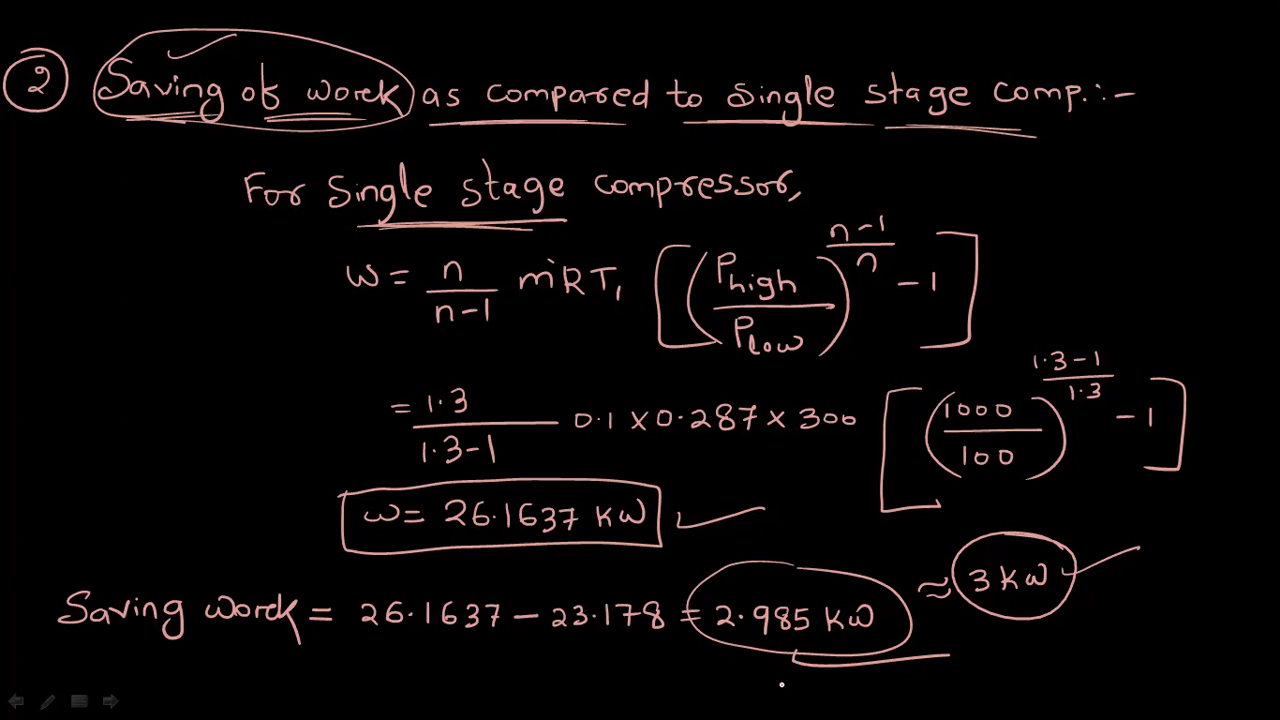 ② Saving of work as compared to single stage comp.:-
For single stage compressor,
W = n/(n-1) ṁRT₁ [(P_high/P_low)^((n-1)/n) - 1]
= 1.3/(1.3-1) 0.1 × 0.287 × 300 [(1000/100)^((1.3-1)/1.3) - 1]
W = 26.1637 KW
Saving work = 26.1637 - 23.178 = 2.985 KW ≈ 3 KW